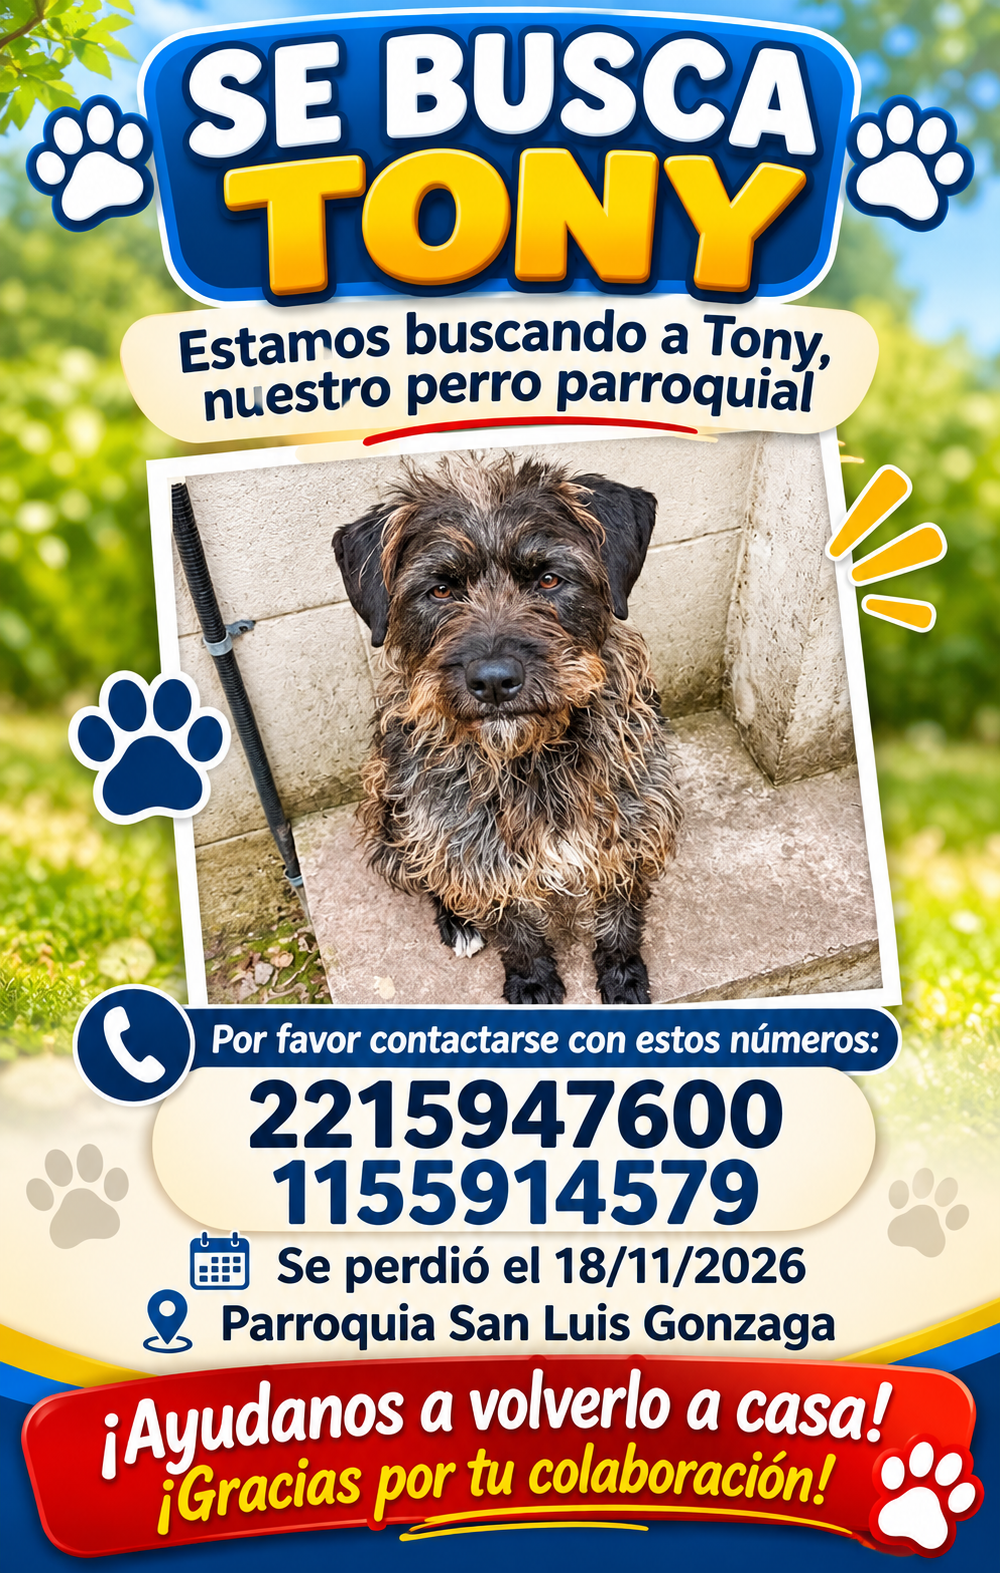 SE BUSCA
TONY
Estamos buscando a Tony,
nuestro perro parroquial
Por favor contactarse con estos números:
2215947600
1155914579
Se perdió el 18/11/2026
Parroquia San Luis Gonzaga
¡Ayudanos a volverlo a casa!
¡Gracias por tu colaboración!